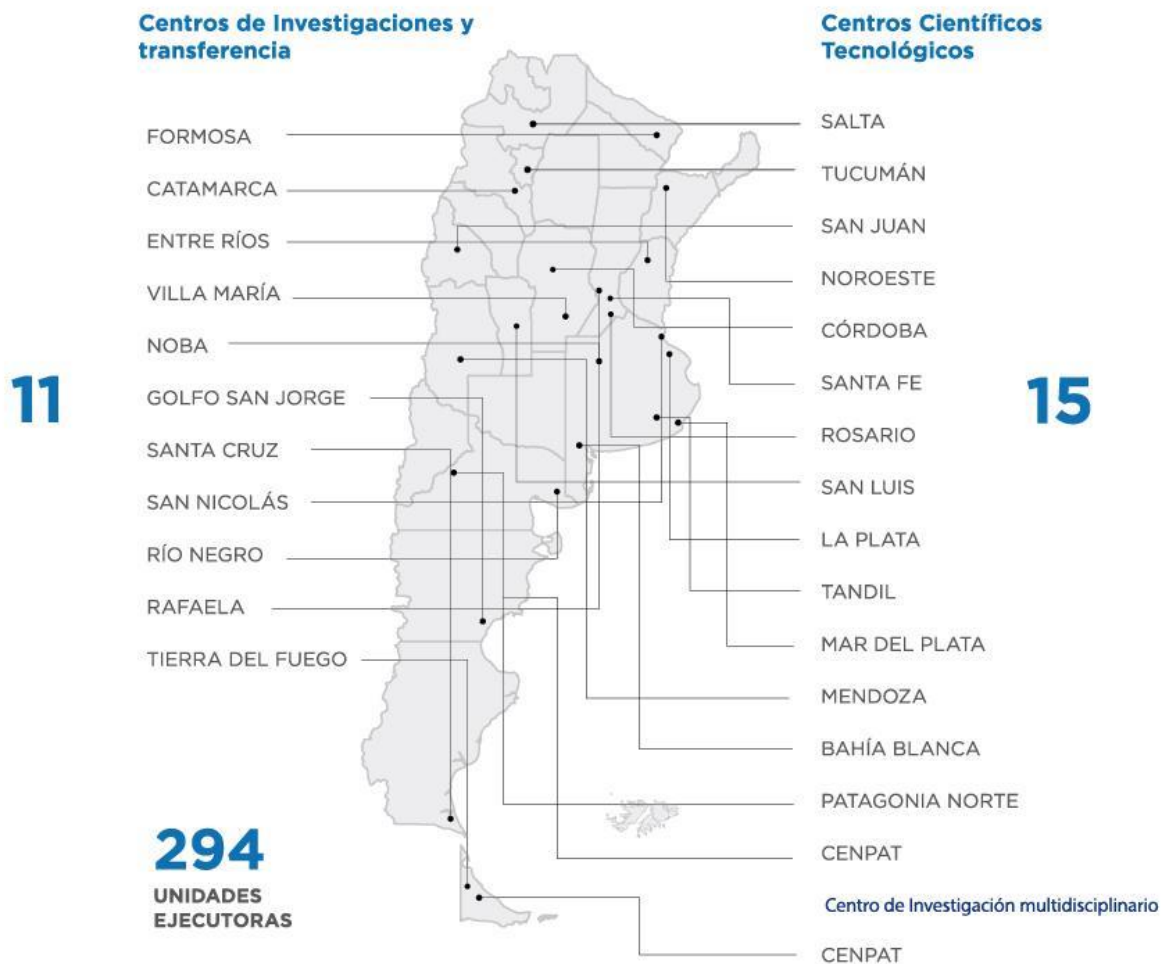 Centros de Investigaciones y
transferencia
FORMOSA
CATAMARCA
ENTRE RÍOS
VILLA MARÍA
NOBA
GOLFO SAN JORGE
SANTA CRUZ
SAN NICOLÁS
RÍO NEGRO
RAFAELA
TIERRA DEL FUEGO
11
294
UNIDADES
EJECUTORAS
Centros Científicos
Tecnológicos
SALTA
TUCUMÁN
SAN JUAN
NOROESTE
CÓRDOBA
SANTA FE
ROSARIO
SAN LUIS
LA PLATA
TANDIL
MAR DEL PLATA
MENDOZA
BAHÍA BLANCA
PATAGONIA NORTE
CENPAT
Centro de Investigación multidisciplinario
CENPAT
15